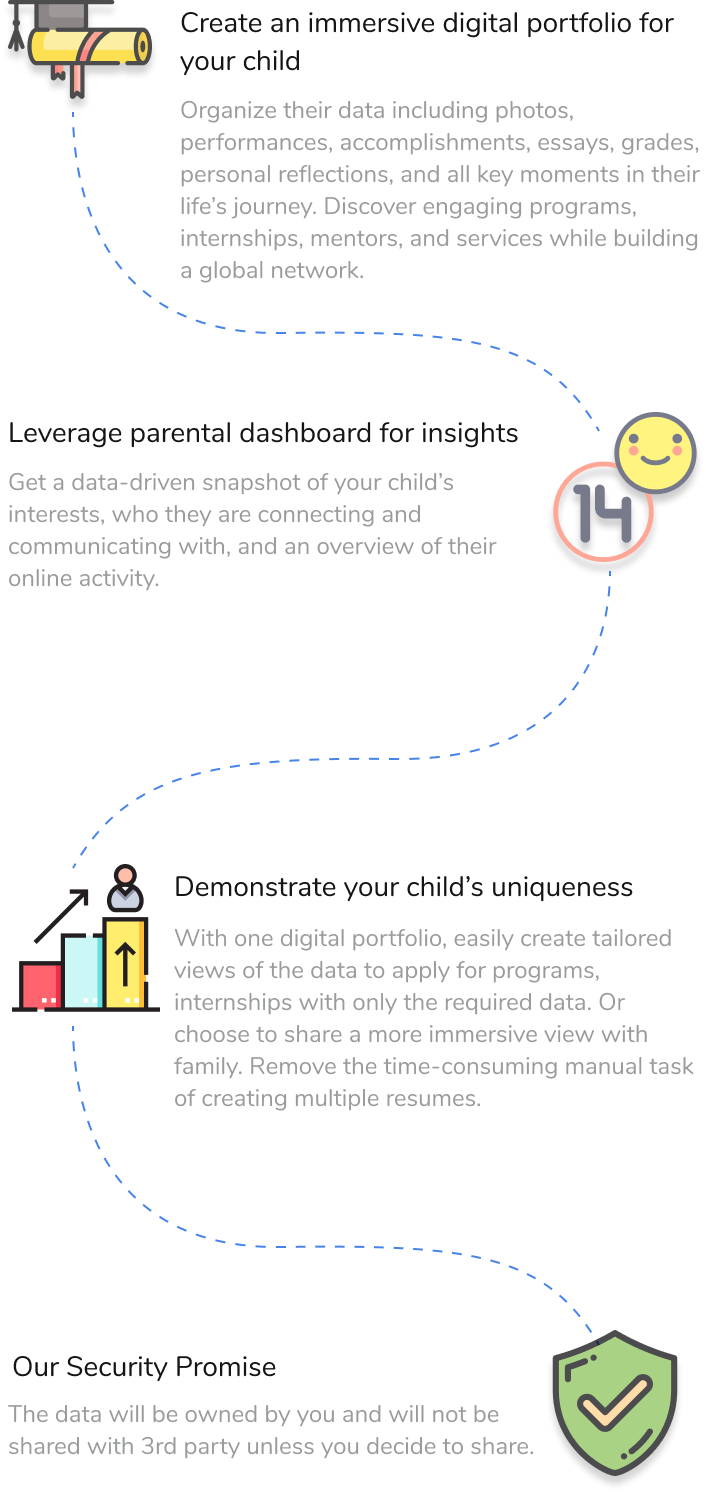 Create an immersive digital portfolio for
your child
Organize their data including photos,
performances, accomplishments, essays, grades,
personal reflections, and all key moments in their
life’s journey. Discover engaging programs,
internships, mentors, and services while building
a global network.
Leverage parental dashboard for insights
Get a data-driven snapshot of your child’s
interests, who they are connecting and
communicating with, and an overview of their
online activity.
14
Demonstrate your child’s uniqueness
With one digital portfolio, easily create tailored
views of the data to apply for programs,
internships with only the required data. Or
choose to share a more immersive view with
family. Remove the time-consuming manual task
of creating multiple resumes.
Our Security Promise
The data will be owned by you and will not be
shared with 3rd party unless you decide to share.